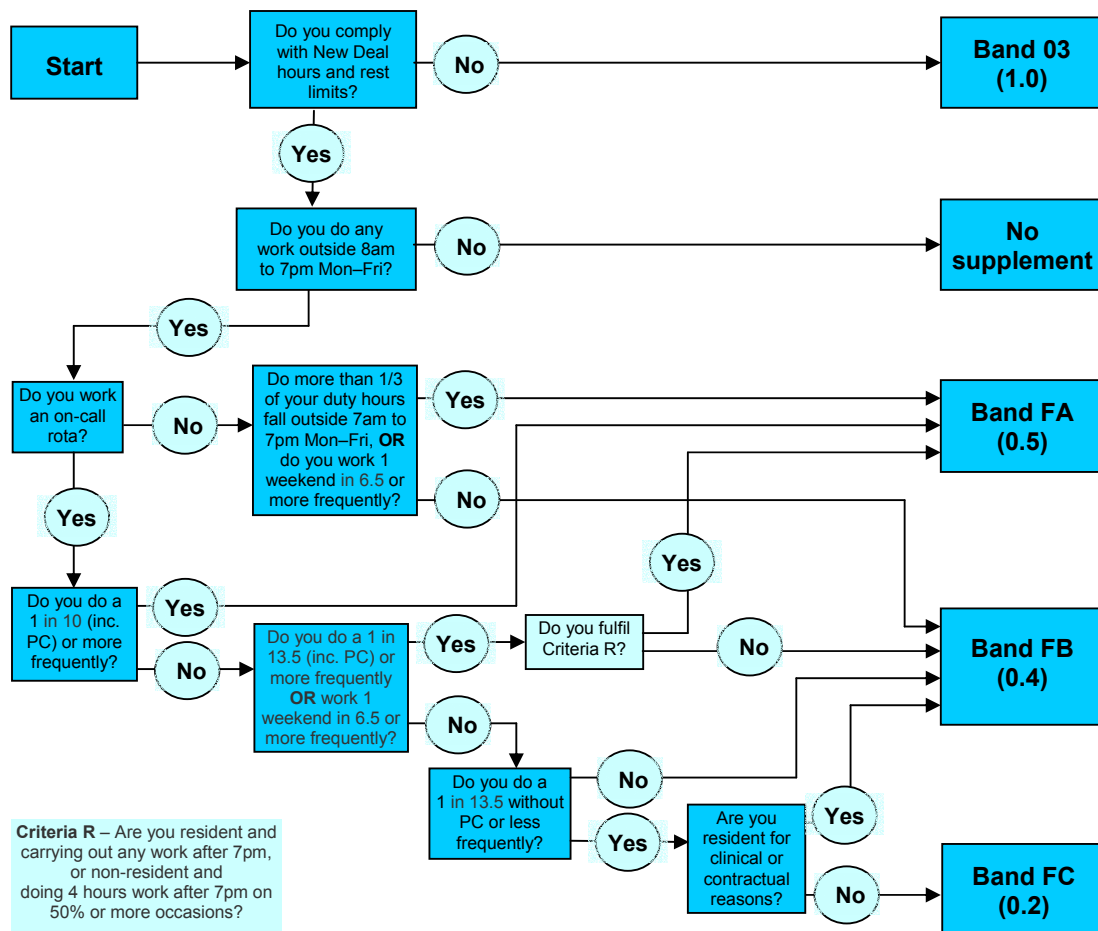 Start
Do you comply
with New Deal
hours and rest
limits?
No
Band 03
(1.0)
Yes
Do you do any
work outside 8am
to 7pm Mon–Fri?
No
No
supplement
Yes
Do you work
an on-call
rota?
No
Do more than 1/3
of your duty hours
fall outside 7am to
7pm Mon–Fri, OR
do you work 1
weekend in 6.5 or
more frequently?
Yes
No
Band FA
(0.5)
Yes
Yes
Do you do a
1 in 10 (inc.
PC) or more
frequently?
Yes
No
Do you do a 1 in
13.5 (inc. PC) or
more frequently
OR work 1
weekend in 6.5 or
more frequently?
Yes
No
Do you fulfil
Criteria R?
No
Band FB
(0.4)
Do you do a
1 in 13.5 without
PC or less
frequently?
No
Yes
Are you
resident for
clinical or
contractual
reasons?
Yes
No
Band FC
(0.2)
Criteria R – Are you resident and
carrying out any work after 7pm,
or non-resident and
doing 4 hours work after 7pm on
50% or more occasions?